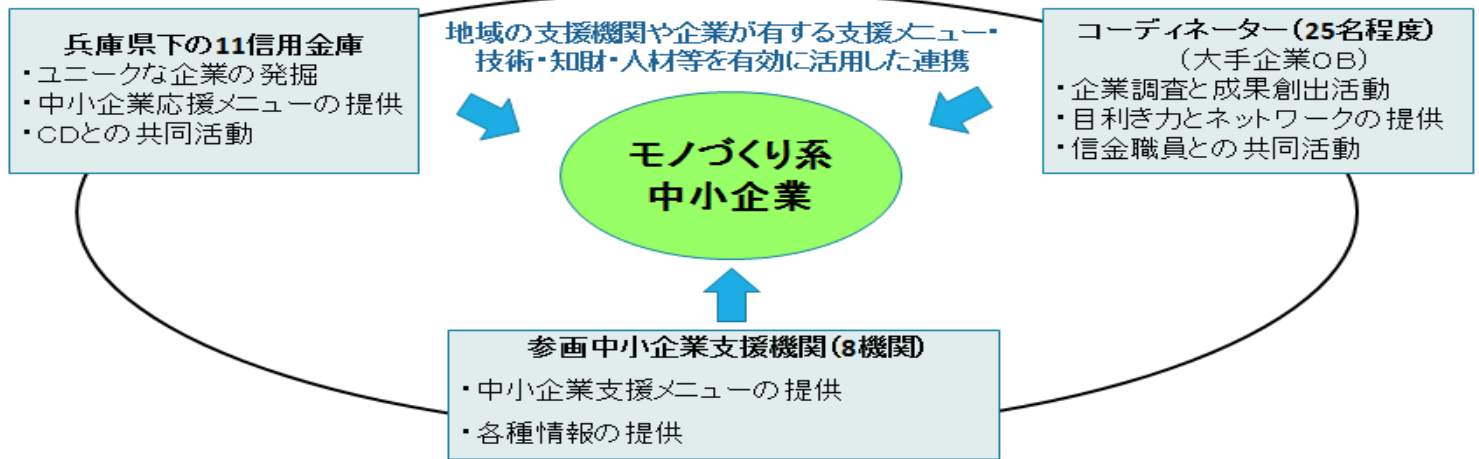 兵庫県下の11信用金庫
・ユニークな企業の発掘
・中小企業応援メニューの提供
・CDとの共同活動
地域の支援機関や企業が有する支援メニュー・
技術・知財・人材等を有効に活用した連携
コーディネーター(25名程度)
(大手企業OB)
・企業調査と成果創出活動
・目利き力とネットワークの提供
・信金職員との共同活動
モノづくり系
中小企業
参画中小企業支援機関(8機関)
・中小企業支援メニューの提供
・各種情報の提供